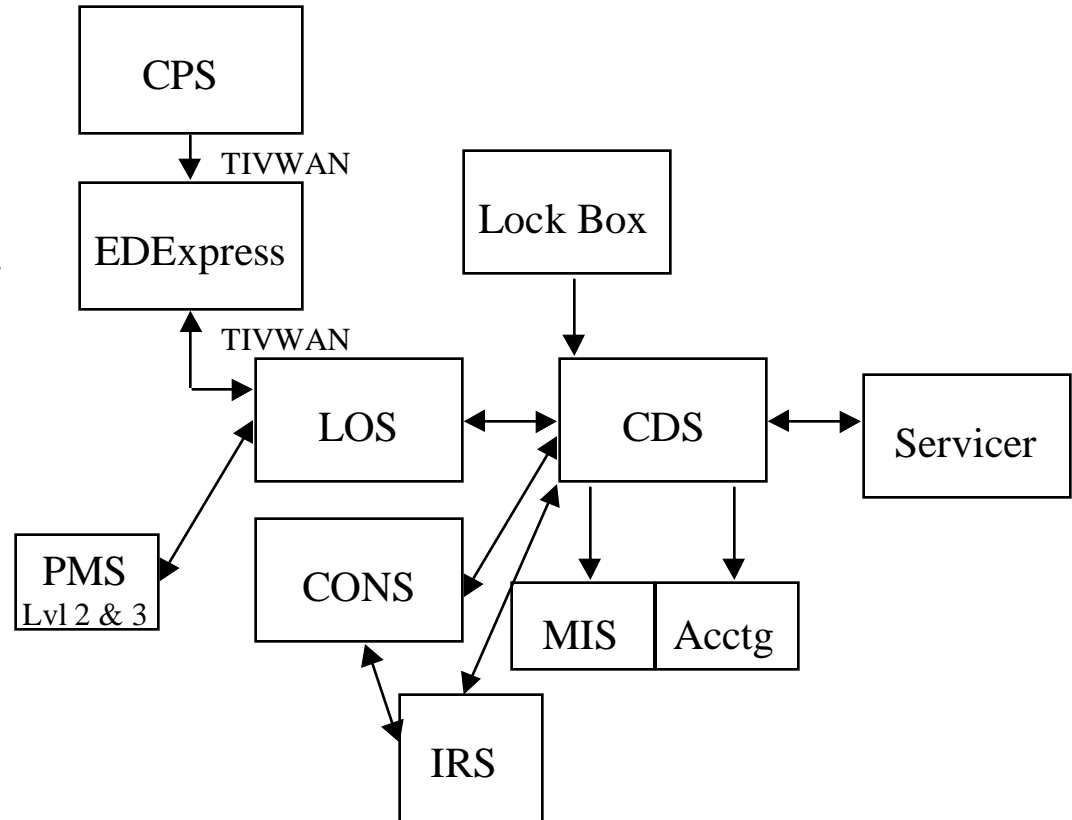 CPS
TIVWAN
EDExpress
Lock Box
TIVWAN
LOS
CDS
Servicer
PMS
Lvl 2 & 3
CONS
MIS
Acctg
IRS